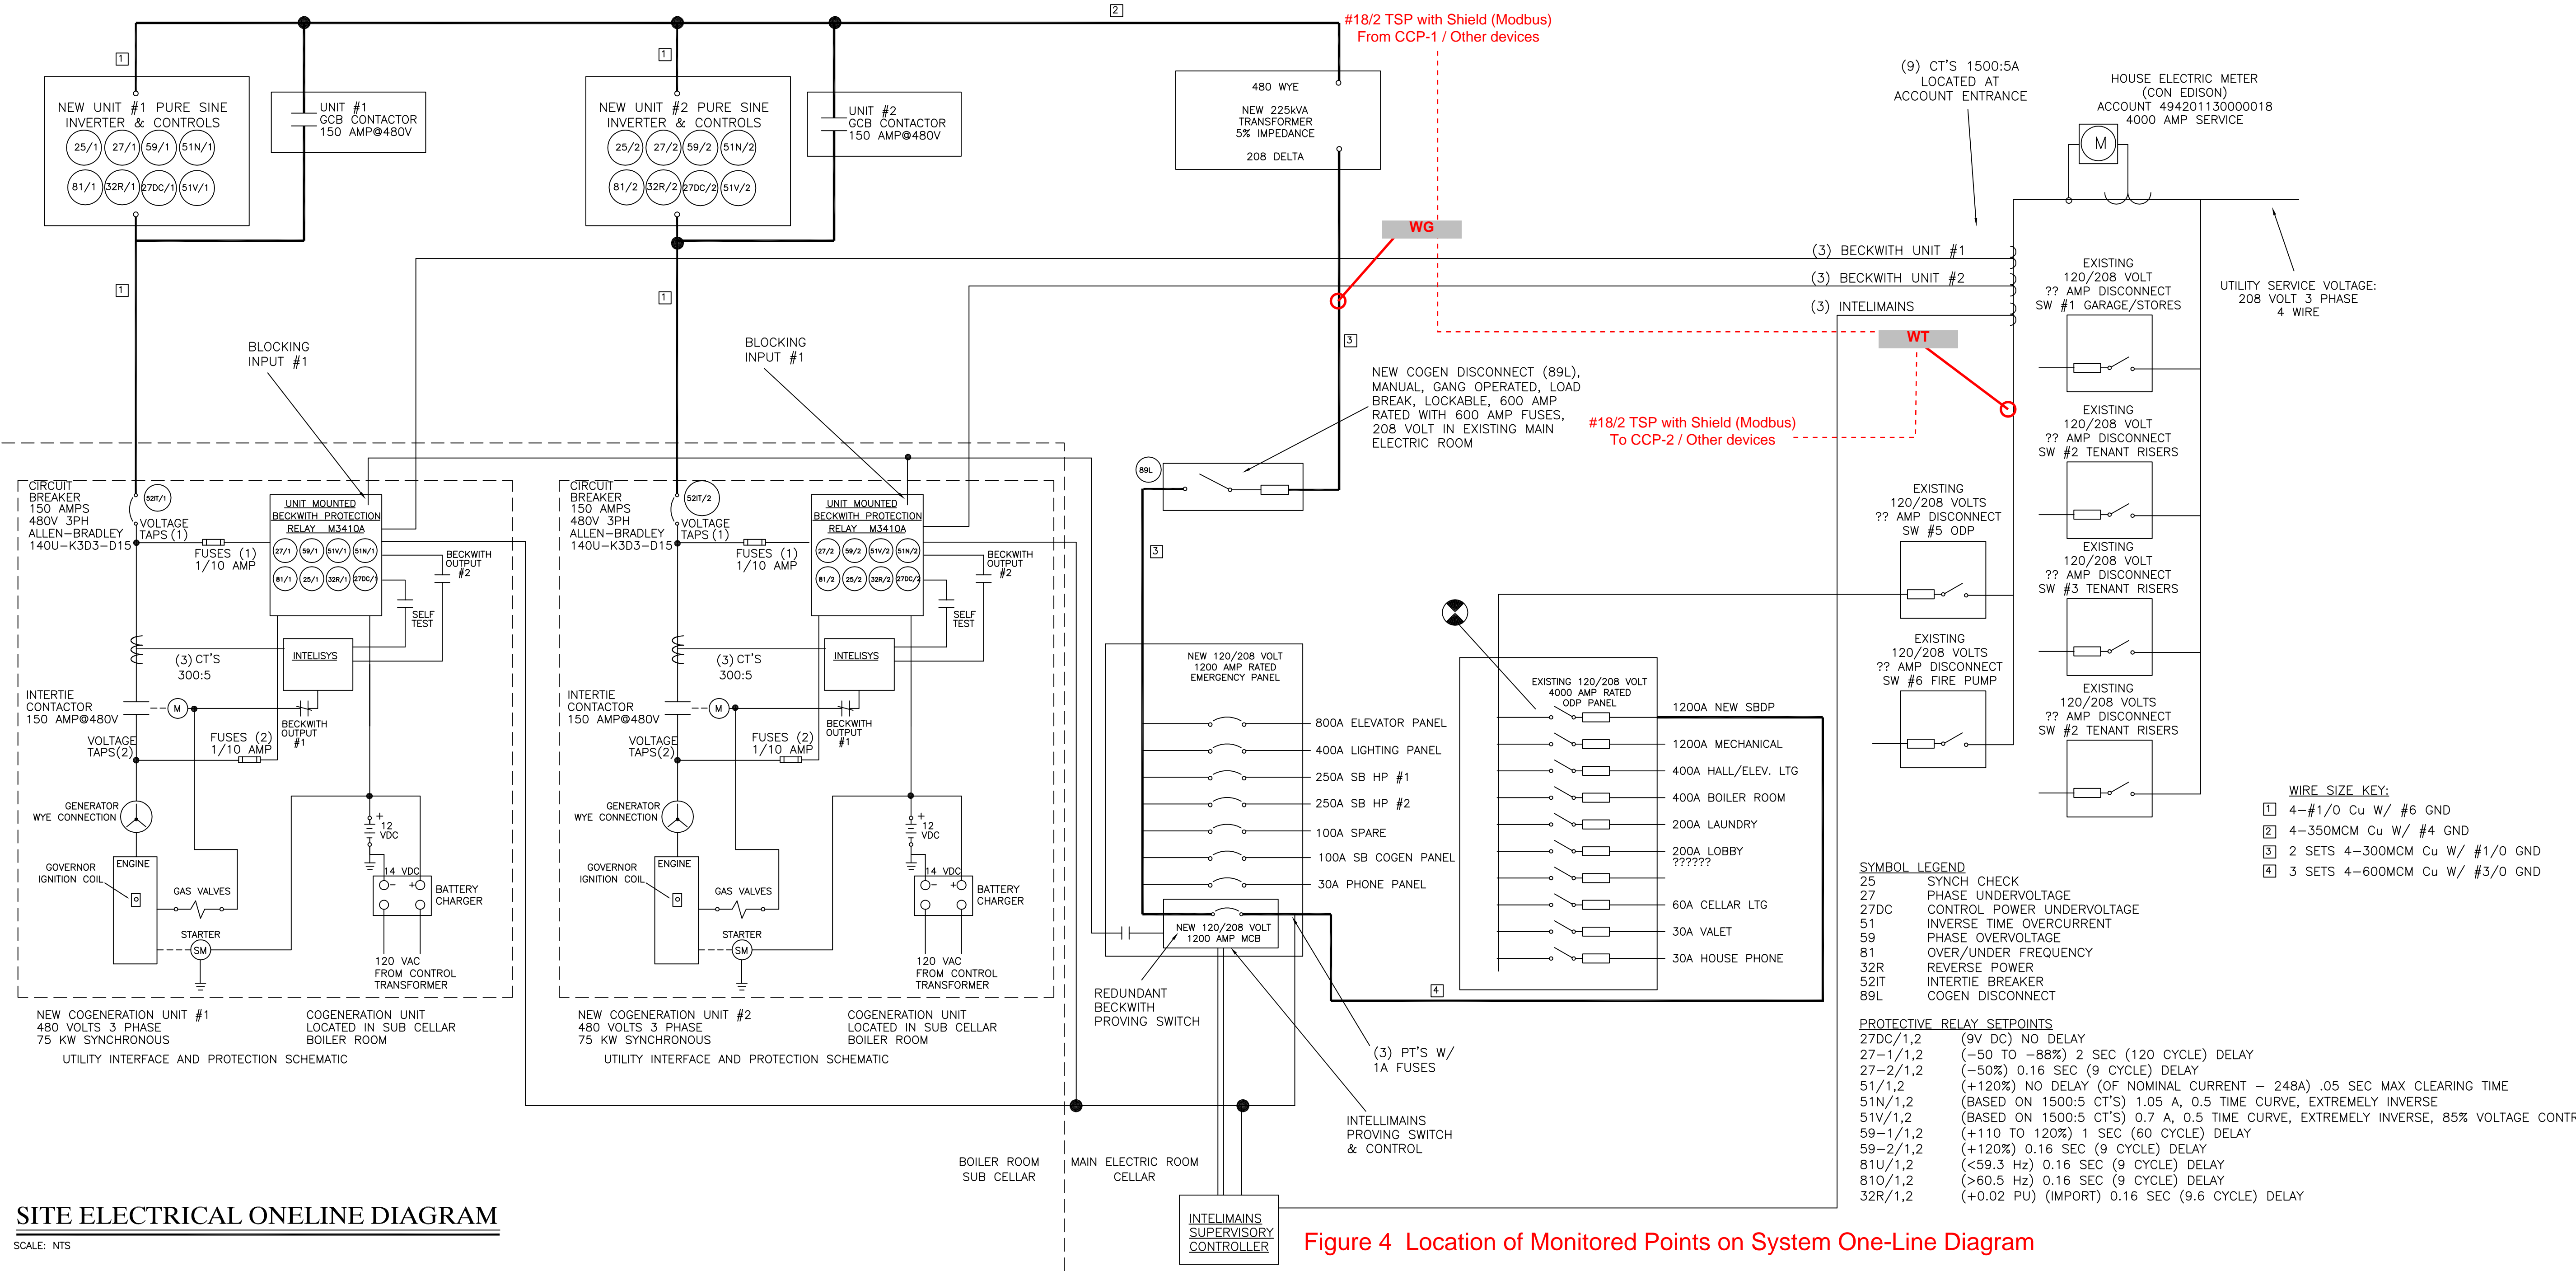 2
#18/2 TSP with Shield (Modbus)
From CCP-1 / Other devices
1
1
NEW UNIT #1 PURE SINE
INVERTER & CONTROLS
25/1 27/1 59/1 51N/1
81/1 32R/1 27DC/1 51V/1
UNIT #1
GCB CONTACTOR
150 AMP@480V
NEW UNIT #2 PURE SINE
INVERTER & CONTROLS
25/2 27/2 59/2 51N/2
81/2 32R/2 27DC/2 51V/2
UNIT #2
GCB CONTACTOR
150 AMP@480V
480 WYE
NEW 225kVA
TRANSFORMER
5% IMPEDANCE
208 DELTA
(9) CT'S 1500:5A
LOCATED AT
ACCOUNT ENTRANCE
HOUSE ELECTRIC METER
(CON EDISON)
ACCOUNT 494201130000018
4000 AMP SERVICE
M
WG
(3) BECKWITH UNIT #1
(3) BECKWITH UNIT #2
(3) INTELIMAINS
WT
UTILITY SERVICE VOLTAGE:
208 VOLT 3 PHASE
4 WIRE
EXISTING
120/208 VOLT
?? AMP DISCONNECT
SW #1 GARAGE/STORES
EXISTING
120/208 VOLT
?? AMP DISCONNECT
SW #2 TENANT RISERS
EXISTING
120/208 VOLT
?? AMP DISCONNECT
SW #3 TENANT RISERS
EXISTING
120/208 VOLTS
?? AMP DISCONNECT
SW #2 TENANT RISERS
EXISTING
120/208 VOLTS
?? AMP DISCONNECT
SW #5 ODP
EXISTING
120/208 VOLTS
?? AMP DISCONNECT
SW #6 FIRE PUMP
1
1
3
BLOCKING
INPUT #1
BLOCKING
INPUT #1
NEW COGEN DISCONNECT (89L),
MANUAL, GANG OPERATED, LOAD
BREAK, LOCKABLE, 600 AMP
RATED WITH 600 AMP FUSES,
208 VOLT IN EXISTING MAIN
ELECTRIC ROOM
#18/2 TSP with Shield (Modbus)
To CCP-2 / Other devices
89L
3
CIRCUIT
BREAKER
150 AMPS
480V 3PH
ALLEN-BRADLEY
140U-K3D3-D15
52IT/1
VOLTAGE
TAPS (1)
FUSES (1)
1/10 AMP
UNIT MOUNTED
BECKWITH PROTECTION
RELAY M3410A
27/1 59/1 51V/1 51N/1
81/1 25/1 32R/1 27DC/1
BECKWITH
OUTPUT
#2
SELF
TEST
INTELISYS
(3) CT'S
300:5
INTERTIE
CONTACTOR
150 AMP@480V
M
BECKWITH
OUTPUT
#1
VOLTAGE
TAPS(2)
FUSES (2)
1/10 AMP
GENERATOR
WYE CONNECTION
+
12
VDC
GOVERNOR
IGNITION COIL
ENGINE
GAS VALVES
14 VDC
- +
BATTERY
CHARGER
STARTER
SM
120 VAC
FROM CONTROL
TRANSFORMER
NEW COGENERATION UNIT #1
480 VOLTS 3 PHASE
75 KW SYNCHRONOUS
COGENERATION UNIT
LOCATED IN SUB CELLAR
BOILER ROOM
UTILITY INTERFACE AND PROTECTION SCHEMATIC
CIRCUIT
BREAKER
150 AMPS
480V 3PH
ALLEN-BRADLEY
140U-K3D3-D15
52IT/2
VOLTAGE
TAPS (1)
FUSES (1)
1/10 AMP
UNIT MOUNTED
BECKWITH PROTECTION
RELAY M3410A
27/2 59/2 51V/2 51N/2
81/2 25/2 32R/2 27DC/2
BECKWITH
OUTPUT
#2
SELF
TEST
INTELISYS
(3) CT'S
300:5
INTERTIE
CONTACTOR
150 AMP@480V
M
BECKWITH
OUTPUT
#1
VOLTAGE
TAPS(2)
FUSES (2)
1/10 AMP
GENERATOR
WYE CONNECTION
+
12
VDC
GOVERNOR
IGNITION COIL
ENGINE
GAS VALVES
14 VDC
- +
BATTERY
CHARGER
STARTER
SM
120 VAC
FROM CONTROL
TRANSFORMER
NEW COGENERATION UNIT #2
480 VOLTS 3 PHASE
75 KW SYNCHRONOUS
COGENERATION UNIT
LOCATED IN SUB CELLAR
BOILER ROOM
UTILITY INTERFACE AND PROTECTION SCHEMATIC
NEW 120/208 VOLT
1200 AMP RATED
EMERGENCY PANEL
800A ELEVATOR PANEL
400A LIGHTING PANEL
250A SB HP #1
250A SB HP #2
100A SPARE
100A SB COGEN PANEL
30A PHONE PANEL
NEW 120/208 VOLT
1200 AMP MCB
REDUNDANT
BECKWITH
PROVING SWITCH
(3) PT'S W/
1A FUSES
INTELLIMAINS
PROVING SWITCH
& CONTROL
EXISTING 120/208 VOLT
4000 AMP RATED
ODP PANEL
1200A NEW SBDP
1200A MECHANICAL
400A HALL/ELEV. LTG
400A BOILER ROOM
200A LAUNDRY
200A LOBBY
??????
60A CELLAR LTG
30A VALET
30A HOUSE PHONE
4
BOILER ROOM
SUB CELLAR
MAIN ELECTRIC ROOM
CELLAR
INTELIMAINS
SUPERVISORY
CONTROLLER
WIRE SIZE KEY:
1 4-#1/0 Cu W/ #6 GND
2 4-350MCM Cu W/ #4 GND
3 2 SETS 4-300MCM Cu W/ #1/0 GND
4 3 SETS 4-600MCM Cu W/ #3/0 GND
SYMBOL LEGEND
25 SYNCH CHECK
27 PHASE UNDERVOLTAGE
27DC CONTROL POWER UNDERVOLTAGE
51 INVERSE TIME OVERCURRENT
59 PHASE OVERVOLTAGE
81 OVER/UNDER FREQUENCY
32R REVERSE POWER
52IT INTERTIE BREAKER
89L COGEN DISCONNECT
PROTECTIVE RELAY SETPOINTS
27DC/1,2 (9V DC) NO DELAY
27-1/1,2 (-50 TO -88%) 2 SEC (120 CYCLE) DELAY
27-2/1,2 (-50%) 0.16 SEC (9 CYCLE) DELAY
51/1,2 (+120%) NO DELAY (OF NOMINAL CURRENT - 248A) .05 SEC MAX CLEARING TIME
51N/1,2 (BASED ON 1500:5 CT'S) 1.05 A, 0.5 TIME CURVE, EXTREMELY INVERSE
51V/1,2 (BASED ON 1500:5 CT'S) 0.7 A, 0.5 TIME CURVE, EXTREMELY INVERSE, 85% VOLTAGE CONTR
59-1/1,2 (+110 TO 120%) 1 SEC (60 CYCLE) DELAY
59-2/1,2 (+120%) 0.16 SEC (9 CYCLE) DELAY
81U/1,2 (<59.3 Hz) 0.16 SEC (9 CYCLE) DELAY
81O/1,2 (>60.5 Hz) 0.16 SEC (9 CYCLE) DELAY
32R/1,2 (+0.02 PU) (IMPORT) 0.16 SEC (9.6 CYCLE) DELAY
SITE ELECTRICAL ONELINE DIAGRAM
SCALE: NTS
Figure 4 Location of Monitored Points on System One-Line Diagram